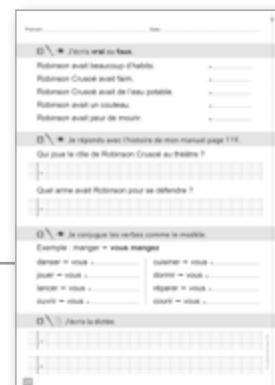 Prénom : Date :
J'écris vrai ou faux.
Robinson avait beaucoup d'habits.
Robinson Crusoé avait faim.
Robinson Crusoé avait de l'eau potable.
Robinson avait un couteau.
Robinson avait peur de mourir.
Je réponds avec l'histoire de mon manuel page 116.
Qui joue le rôle de Robinson Crusoé au théâtre ?
Quel arme avait Robinson pour se défendre ?
Je conjugue les verbes comme le modèle.
Exemple : manger → vous mangez
danser → vous cuisiner → vous
jouer → vous dormir → vous
lancer → vous réparer → vous
ouvrir → vous courir → vous
J'écris la dictée.